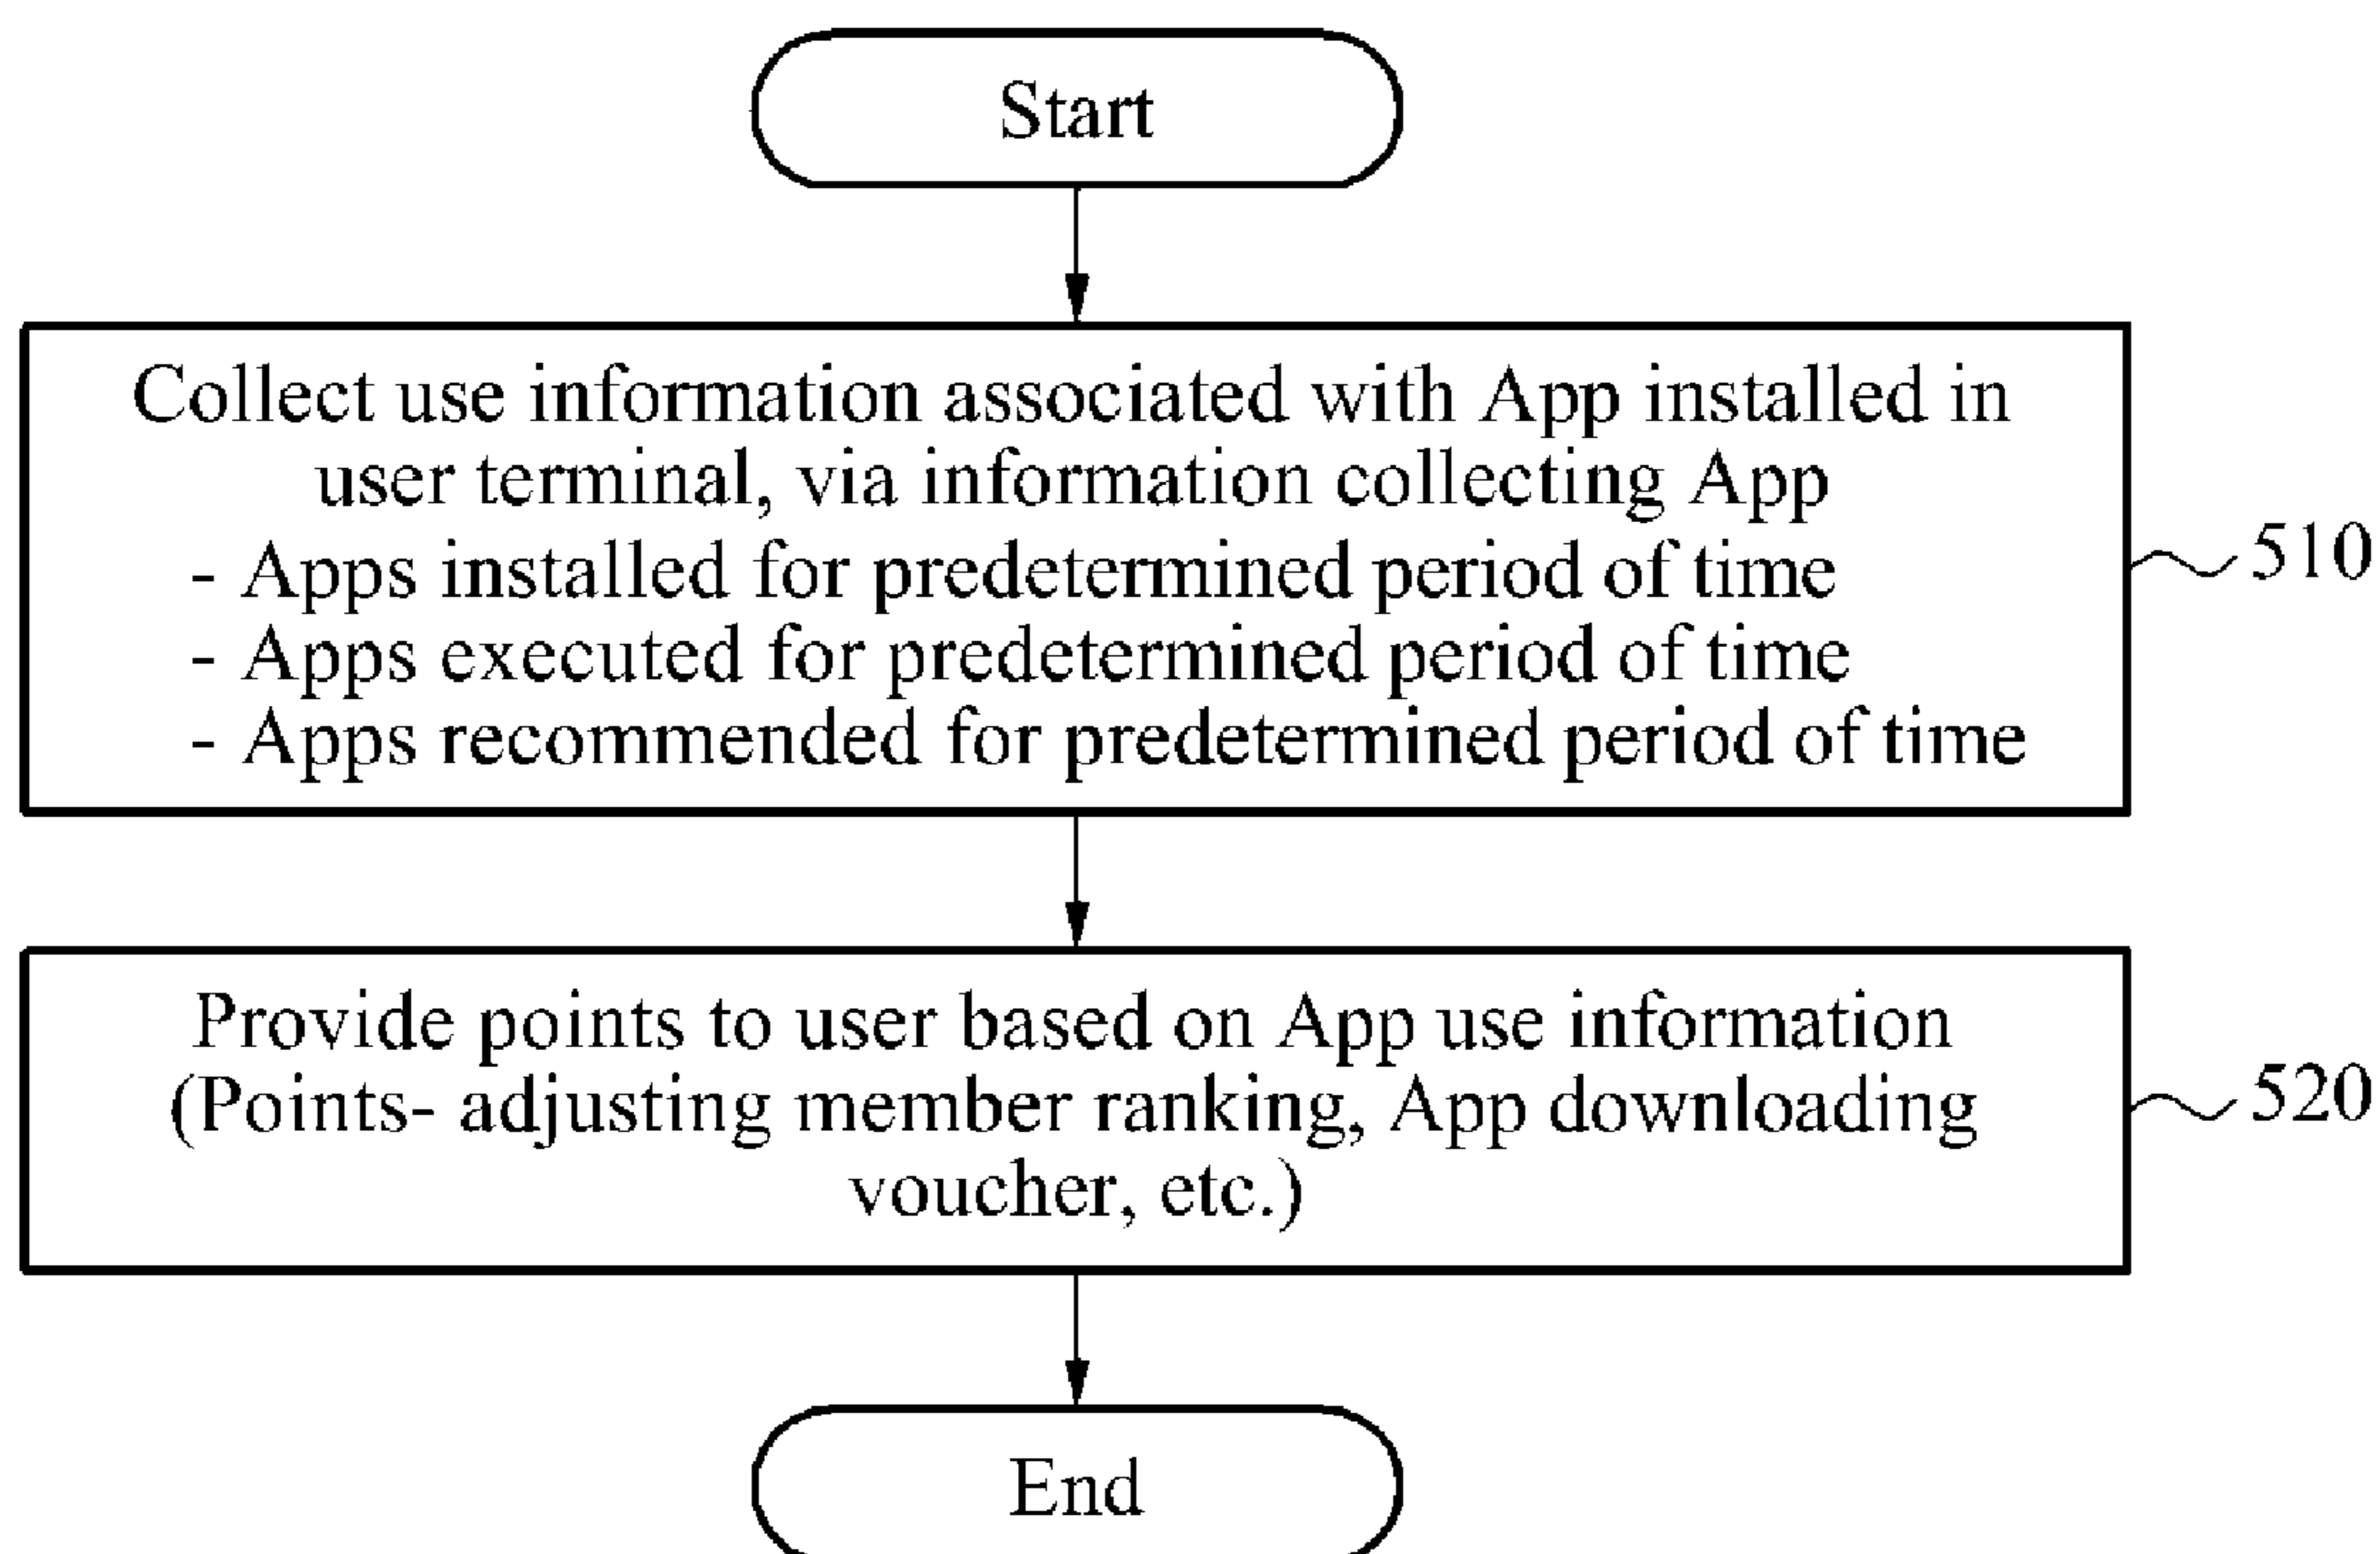 Start
Collect use information associated with App installed in
user terminal, via information collecting App
- Apps installed for predetermined period of time
- Apps executed for predetermined period of time
- Apps recommended for predetermined period of time
510
Provide points to user based on App use information
(Points- adjusting member ranking, App downloading
voucher, etc.)
520
End